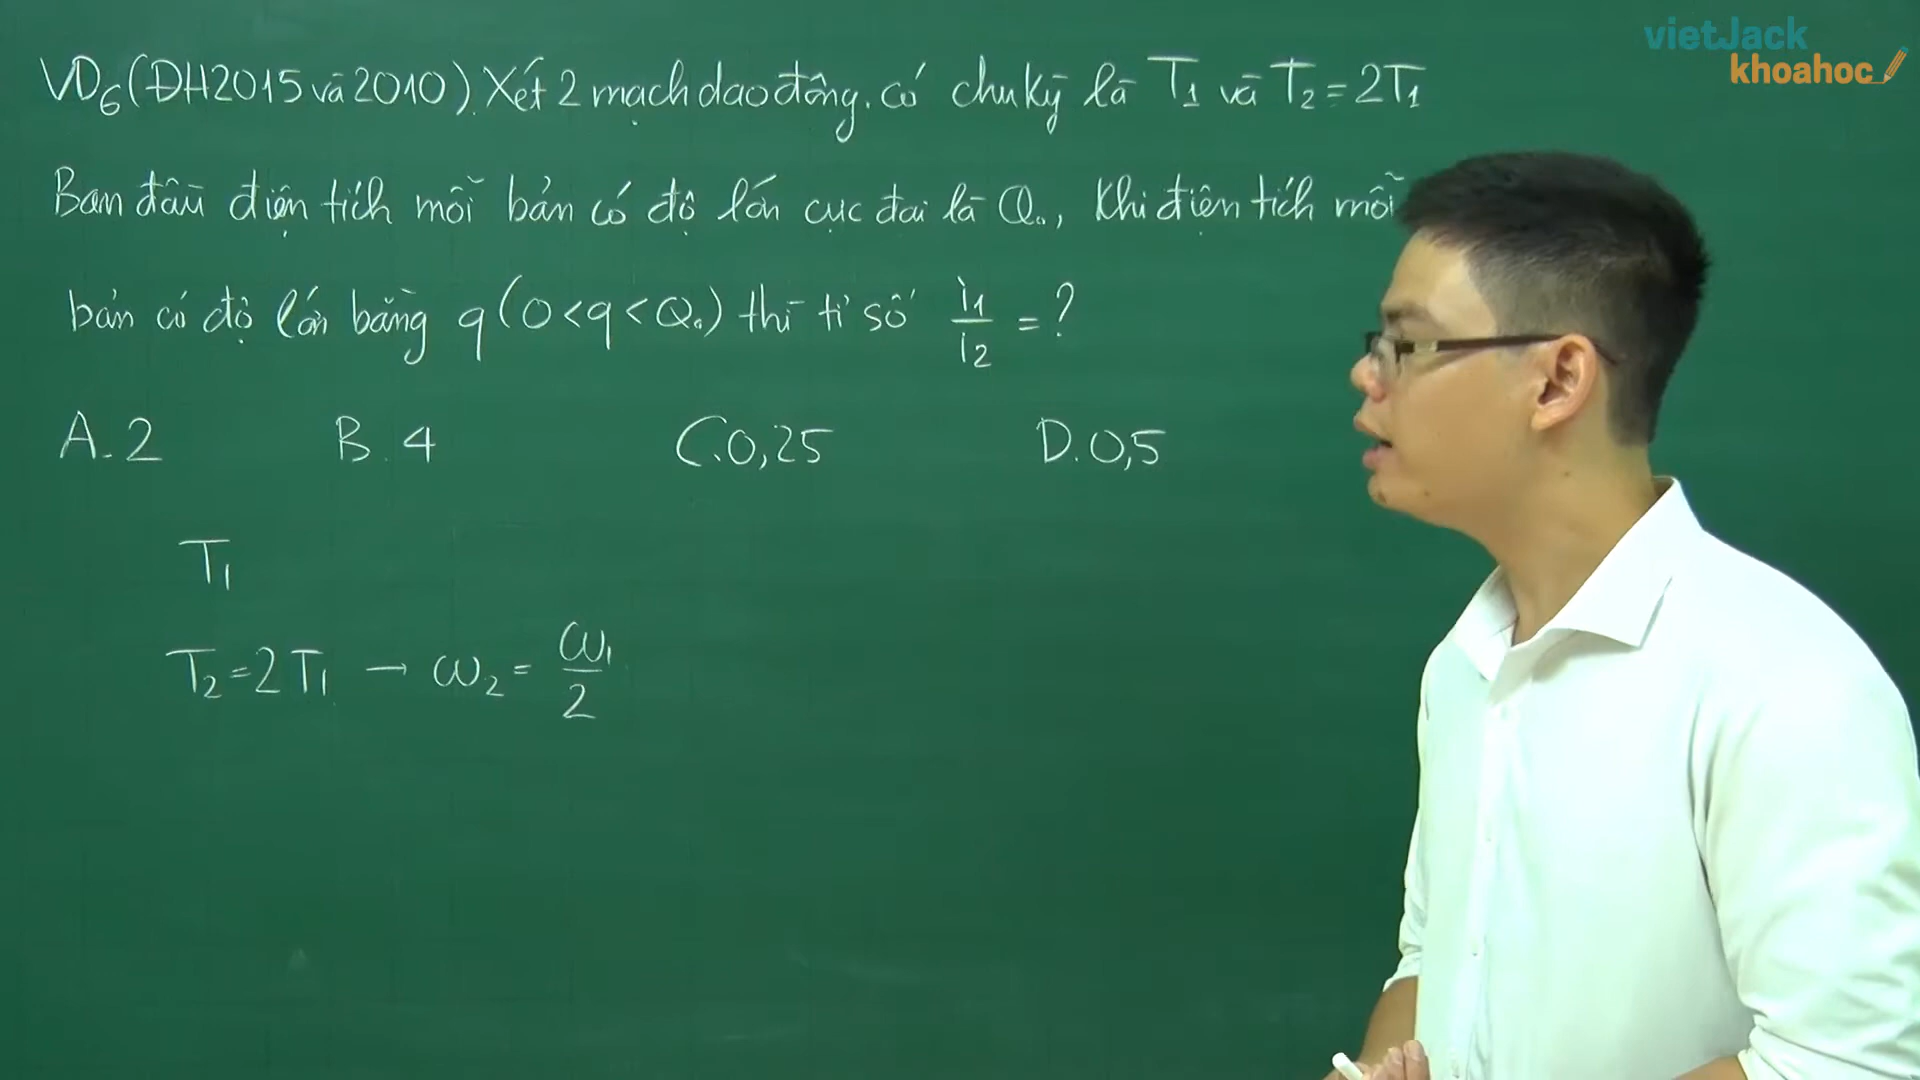 vietJack
khoahoc
VD6 (ĐH2015 và 2010). Xét 2 mạch dao động. có chu kỳ là T1 và T2 = 2T1
Ban đầu điện tích mỗi bản có độ lớn cực đại là Q0, Khi điện tích mỗi
bản có độ lớn bằng q (0 < q < Q0) thì tỉ số i1/i2 = ?
A. 2 B. 4 C. 0,25 D. 0,5
T1
T2 = 2T1 → ω2 = ω1/2